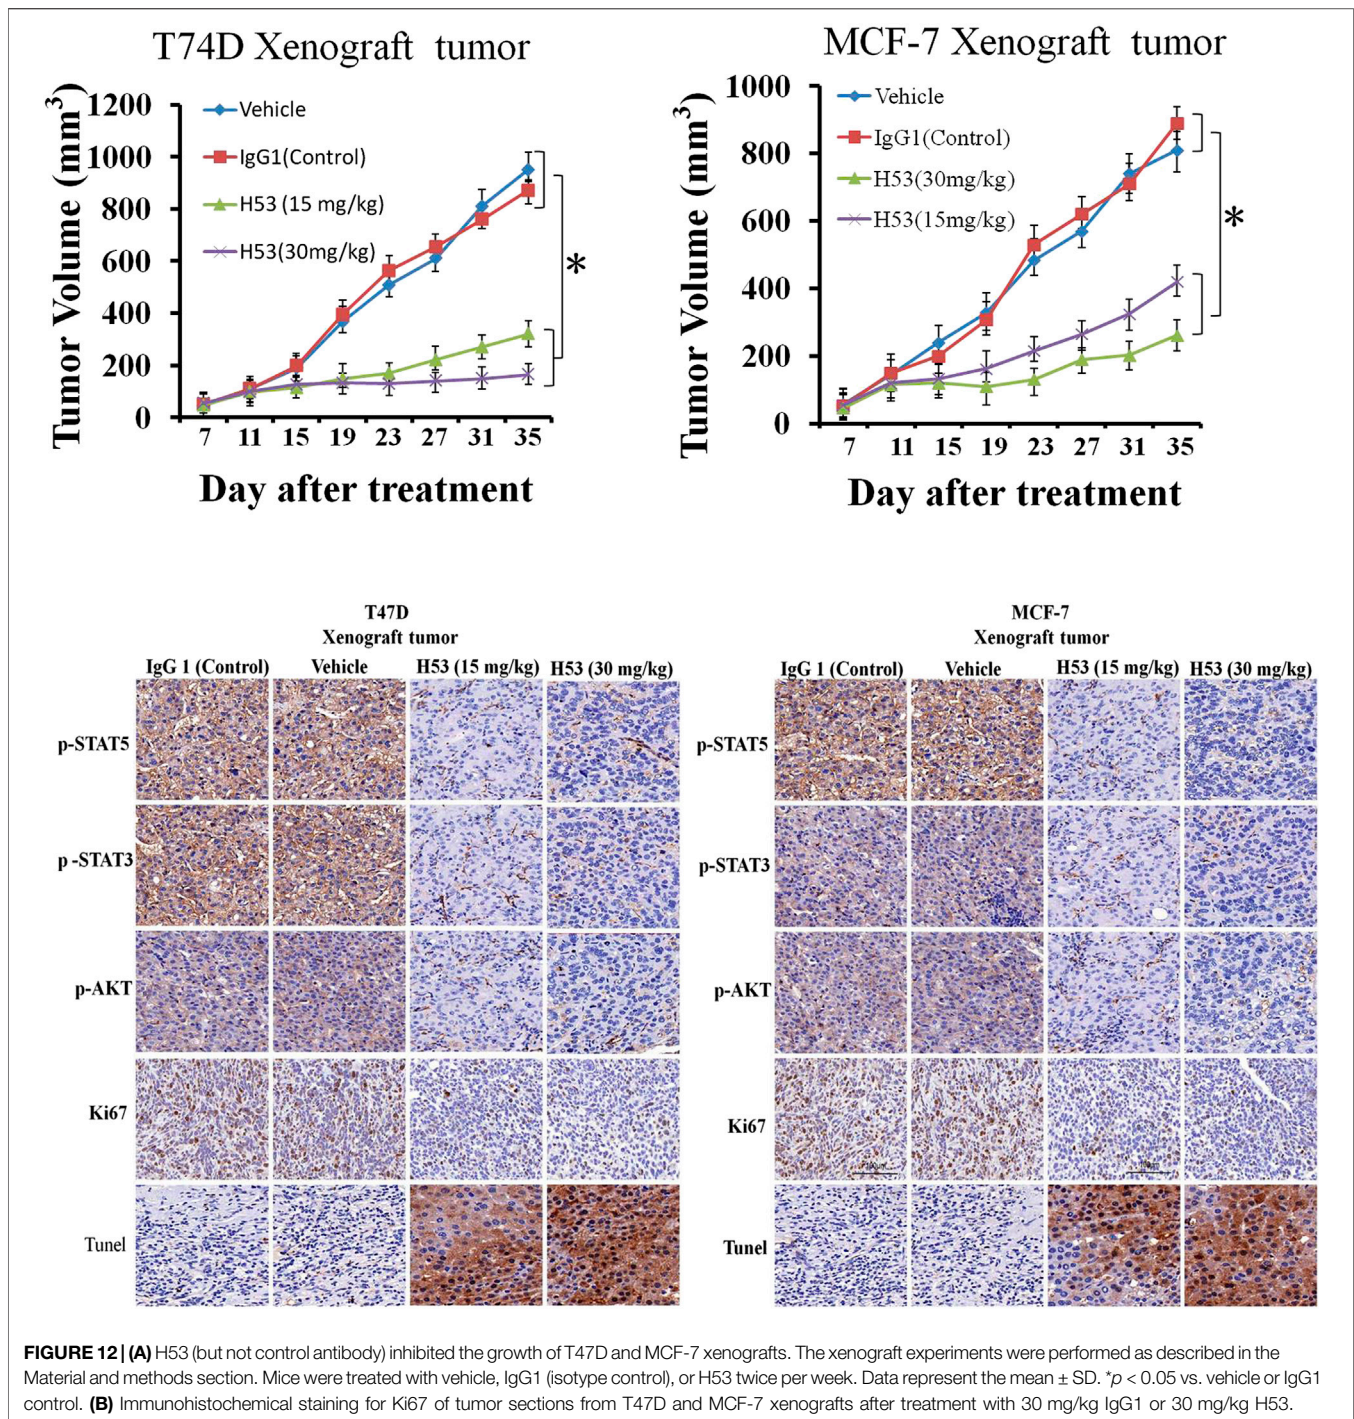 T74D Xenograft tumor
Tumor Volume (mm³)
1200
1000
800
600
400
200
0
Vehicle
IgG1(Control)
H53 (15 mg/kg)
H53(30mg/kg)
*
7 11 15 19 23 27 31 35
Day after treatment
MCF-7 Xenograft tumor
Tumor Volume (mm³)
1000
800
600
400
200
0
Vehicle
IgG1(Control)
H53(30mg/kg)
H53(15mg/kg)
*
7 11 15 19 23 27 31 35
Day after treatment
T47D
Xenograft tumor
IgG 1 (Control) Vehicle H53 (15 mg/kg) H53 (30 mg/kg)
p-STAT5
p -STAT3
p-AKT
Ki67
Tunel
MCF-7
Xenograft tumor
IgG 1 (Control) Vehicle H53 (15 mg/kg) H53 (30 mg/kg)
p-STAT5
p-STAT3
p-AKT
Ki67
Tunel
FIGURE 12 | (A) H53 (but not control antibody) inhibited the growth of T47D and MCF-7 xenografts. The xenograft experiments were performed as described in the
Material and methods section. Mice were treated with vehicle, IgG1 (isotype control), or H53 twice per week. Data represent the mean ± SD. *p < 0.05 vs. vehicle or IgG1
control. (B) Immunohistochemical staining for Ki67 of tumor sections from T47D and MCF-7 xenografts after treatment with 30 mg/kg IgG1 or 30 mg/kg H53.